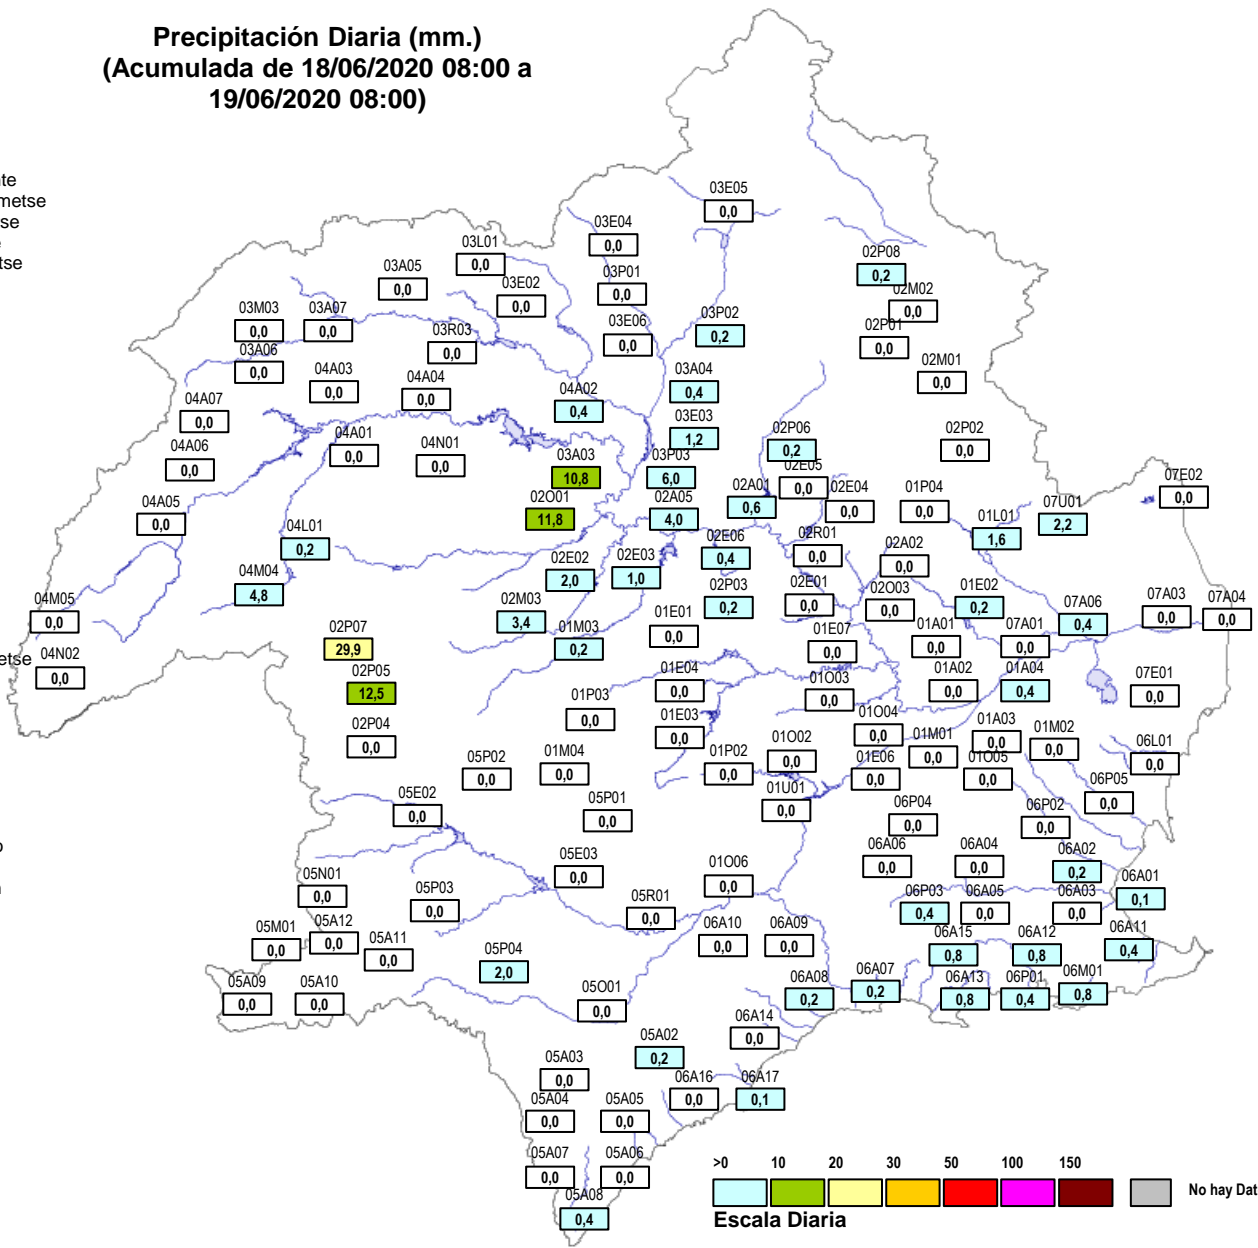 Precipitación Diaria (mm.)
(Acumulada de 18/06/2020 08:00 a
19/06/2020 08:00)
te
metse
se
tse
etse
03E05
0,0
03E04
0,0
03L01
0,0
02P08
0,2
03A05
0,0
03P01
0,0
03E02
0,0
02M02
0,0
03M03
0,0
03A07
0,0
03P02
0,2
03E06
0,0
02P01
0,0
03R03
0,0
03A06
0,0
02M01
0,0
04A03
0,0
04A04
0,0
03A04
0,4
04A02
0,4
04A07
0,0
03E03
1,2
04A01
0,0
02P06
0,2
02P02
0,0
04A06
0,0
04N01
0,0
03A03
10,8
03P03
6,0
02E05
0,0
07E02
0,0
02A01
0,6
02E04
0,0
01P04
0,0
04A05
0,0
02O01
11,8
02A05
4,0
07U01
2,2
01L01
1,6
04L01
0,2
02E06
0,4
02R01
0,0
02A02
0,0
02E02
2,0
02E03
1,0
04M04
4,8
02P03
0,2
02E01
0,0
02O03
0,0
01E02
0,2
07A03
0,0
07A04
0,0
04M05
0,0
02M03
3,4
01E01
0,0
07A06
0,4
02P07
29,9
01M03
0,2
01E07
0,0
01A01
0,0
07A01
0,0
04N02
0,0
02P05
12,5
01E04
0,0
01O03
0,0
01A02
0,0
01A04
0,4
07E01
0,0
01P03
0,0
01E03
0,0
01O04
0,0
01A03
0,0
01M02
0,0
02P04
0,0
01M01
0,0
06L01
0,0
05P02
0,0
01M04
0,0
01P02
0,0
01O02
0,0
01E06
0,0
01O05
0,0
05E02
0,0
05P01
0,0
01U01
0,0
06P04
0,0
06P02
0,0
06P05
0,0
05E03
0,0
01O06
0,0
06A06
0,0
06A04
0,0
06A02
0,2
05N01
0,0
05P03
0,0
05R01
0,0
06P03
0,4
06A05
0,0
06A03
0,0
06A01
0,1
05M01
0,0
05A12
0,0
05A11
0,0
06A10
0,0
06A09
0,0
06A15
0,8
06A12
0,8
06A11
0,4
05P04
2,0
05A09
0,0
05A10
0,0
05O01
0,0
06A08
0,2
06A07
0,2
06A13
0,8
06P01
0,4
06M01
0,8
06A14
0,0
05A02
0,2
05A03
0,0
06A16
0,0
06A17
0,1
05A04
0,0
05A05
0,0
05A07
0,0
05A06
0,0
05A08
0,4
>0 10 20 30 50 100 150
No hay Dat
Escala Diaria